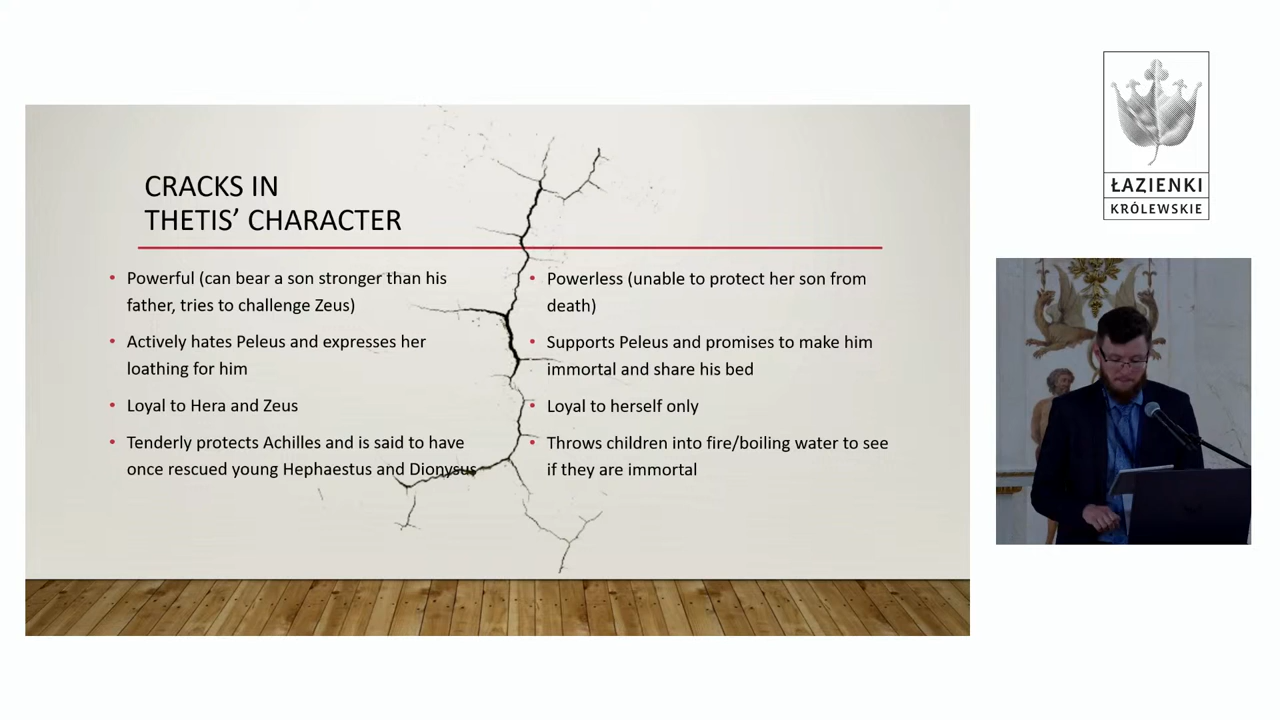 CRACKS IN
THETIS’ CHARACTER
• Powerful (can bear a son stronger than his
father, tries to challenge Zeus)
• Actively hates Peleus and expresses her
loathing for him
• Loyal to Hera and Zeus
• Tenderly protects Achilles and is said to have
once rescued young Hephaestus and Dionysus
• Powerless (unable to protect her son from
death)
• Supports Peleus and promises to make him
immortal and share his bed
• Loyal to herself only
• Throws children into fire/boiling water to see
if they are immortal
ŁAZIENKI
KRÓLEWSKIE